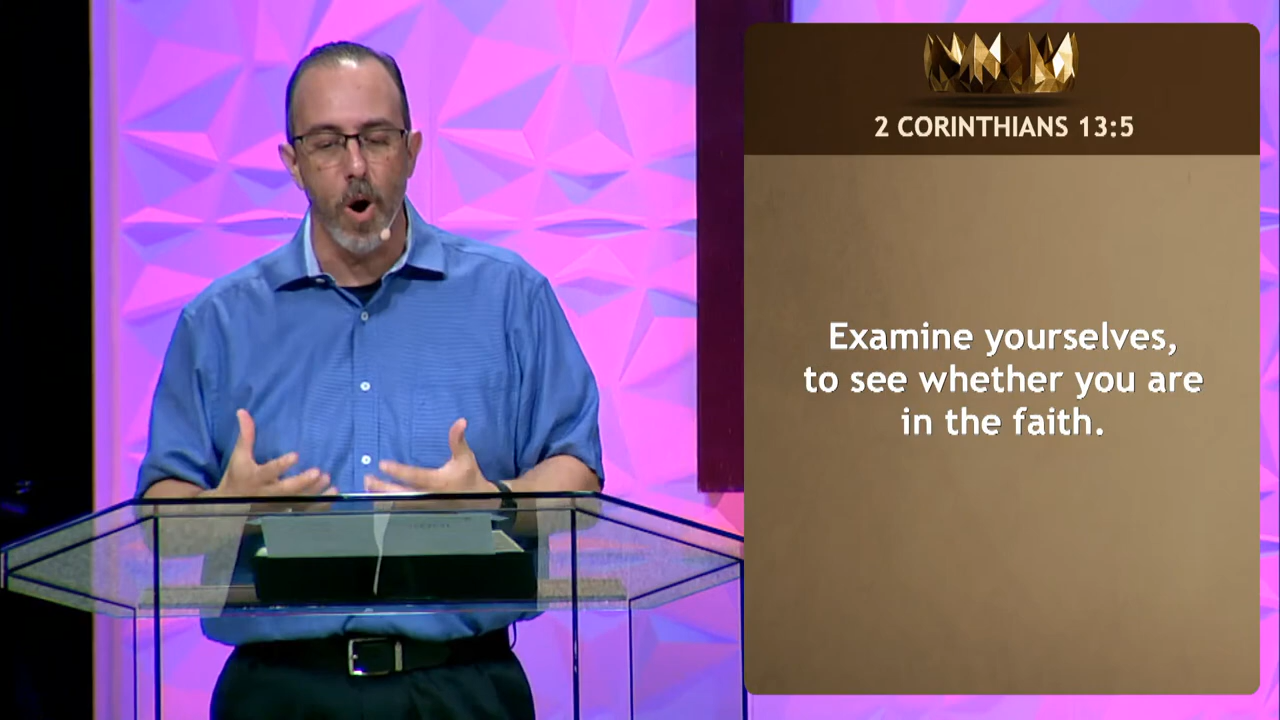 2 CORINTHIANS 13:5
Examine yourselves,
to see whether you are
in the faith.